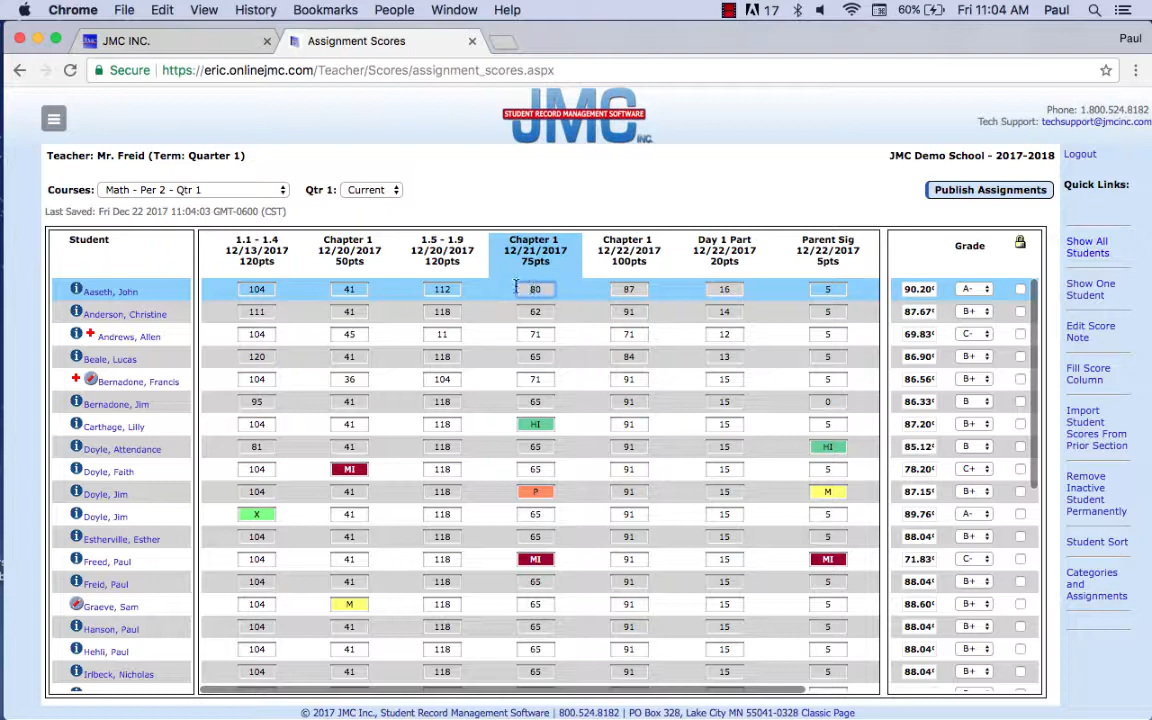 Chrome File Edit View History Bookmarks People Window Help 17 60% Fri 11:04 AM Paul
JMC INC. Assignment Scores Paul
Secure https://eric.onlinejmc.com/Teacher/Scores/assignment_scores.aspx
JMC
STUDENT RECORD MANAGEMENT SOFTWARE
INC.
Phone: 1.800.524.8182
Tech Support: techsupport@jmcinc.com
Teacher: Mr. Freid (Term: Quarter 1) JMC Demo School - 2017-2018 Logout
Courses: Math - Per 2 - Qtr 1 Qtr 1: Current Publish Assignments Quick Links:
Last Saved: Fri Dec 22 2017 11:04:03 GMT-0600 (CST)
Student 1.1 - 1.4 Chapter 1 1.5 - 1.9 Chapter 1 Chapter 1 Day 1 Part Parent Sig Grade
12/13/2017 12/20/2017 12/20/2017 12/21/2017 12/22/2017 12/22/2017 12/22/2017
120pts 50pts 120pts 75pts 100pts 20pts 5pts
Aaseth, John 104 41 112 80 87 16 5 90.20 A-
Anderson, Christine 111 41 118 62 91 14 5 87.67 B+
Andrews, Allen 104 45 11 71 71 12 5 69.83 C-
Beale, Lucas 120 41 118 65 84 13 5 86.90 B+
Bernadone, Francis 104 36 104 71 91 15 5 86.56 B+
Bernadone, Jim 95 41 118 65 91 15 0 86.33 B
Carthage, Lilly 104 41 118 HI 91 15 5 87.20 B+
Doyle, Attendance 81 41 118 65 91 15 HI 85.12 B
Doyle, Faith 104 MI 118 65 91 15 5 78.20 C+
Doyle, Jim 104 41 118 P 91 15 M 87.15 B+
Doyle, Jim X 41 118 65 91 15 5 89.76 A-
Estherville, Esther 104 41 118 65 91 15 5 88.04 B+
Freed, Paul 104 41 118 MI 91 15 MI 71.83 C-
Freid, Paul 104 41 118 65 91 15 5 88.04 B+
Graeve, Sam 104 M 118 65 91 15 5 88.60 B+
Hanson, Paul 104 41 118 65 91 15 5 88.04 B+
Hehli, Paul 104 41 118 65 91 15 5 88.04 B+
Irlbeck, Nicholas 104 41 118 65 91 15 5 88.04 B+
Show All
Students
Show One
Student
Edit Score
Note
Fill Score
Column
Import
Student
Scores From
Prior Section
Remove
Inactive
Student
Permanently
Student Sort
Categories
and
Assignments
© 2017 JMC Inc., Student Record Management Software | 800.524.8182 | PO Box 328, Lake City MN 55041-0328 Classic Page